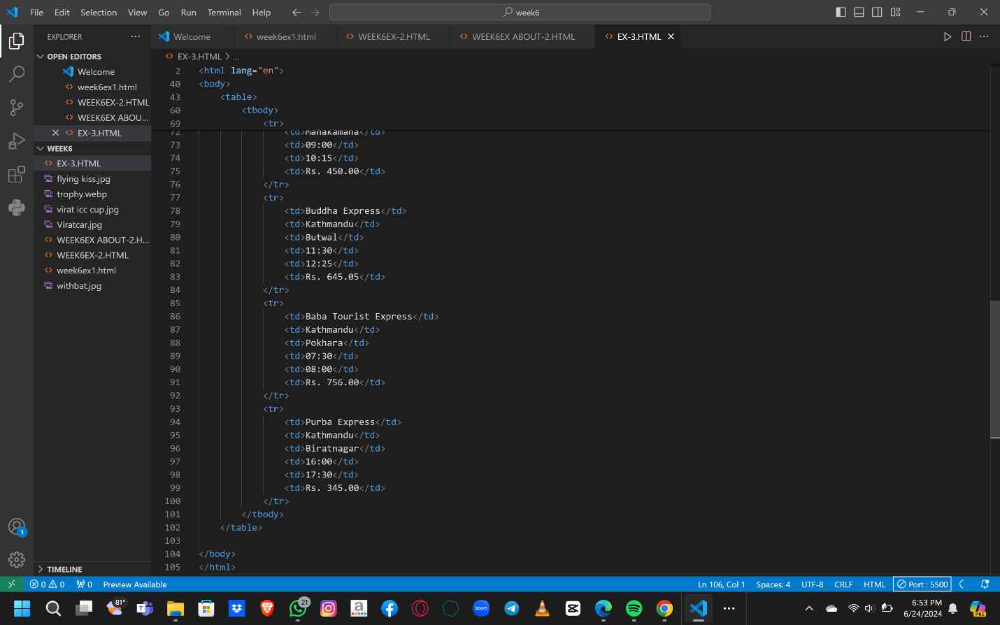 File Edit Selection View Go Run Terminal Help week6
EXPLORER
OPEN EDITORS
Welcome
week6ex1.html
WEEK6EX-2.HTML
WEEK6EX ABOU...
EX-3.HTML
WEEK6
EX-3.HTML
flying kiss.jpg
trophy.webp
virat icc cup.jpg
Viratcar.jpg
WEEK6EX ABOUT-2.H...
WEEK6EX-2.HTML
week6ex1.html
withbat.jpg
TIMELINE
1
Welcome week6ex1.html WEEK6EX-2.HTML WEEK6EX ABOUT-2.HTML EX-3.HTML
EX-3.HTML > ...
2 <html lang="en">
40 <body>
43 <table>
60 <tbody>
69 <tr>
72 <td>Manakamana</td>
73 <td>09:00</td>
74 <td>10:15</td>
75 <td>Rs. 450.00</td>
76 </tr>
77 <tr>
78 <td>Buddha Express</td>
79 <td>Kathmandu</td>
80 <td>Butwal</td>
81 <td>11:30</td>
82 <td>12:25</td>
83 <td>Rs. 645.05</td>
84 </tr>
85 <tr>
86 <td>Baba Tourist Express</td>
87 <td>Kathmandu</td>
88 <td>Pokhara</td>
89 <td>07:30</td>
90 <td>08:00</td>
91 <td>Rs. 756.00</td>
92 </tr>
93 <tr>
94 <td>Purba Express</td>
95 <td>Kathmandu</td>
96 <td>Biratnagar</td>
97 <td>16:00</td>
98 <td>17:30</td>
99 <td>Rs. 345.00</td>
100 </tr>
101 </tbody>
102 </table>
103
104 </body>
105 </html>
0 0 0 Preview Available Ln 106, Col 1 Spaces: 4 UTF-8 CRLF HTML Port : 5500
81° 21 a zoom 6:53 PM
6/24/2024 PRE